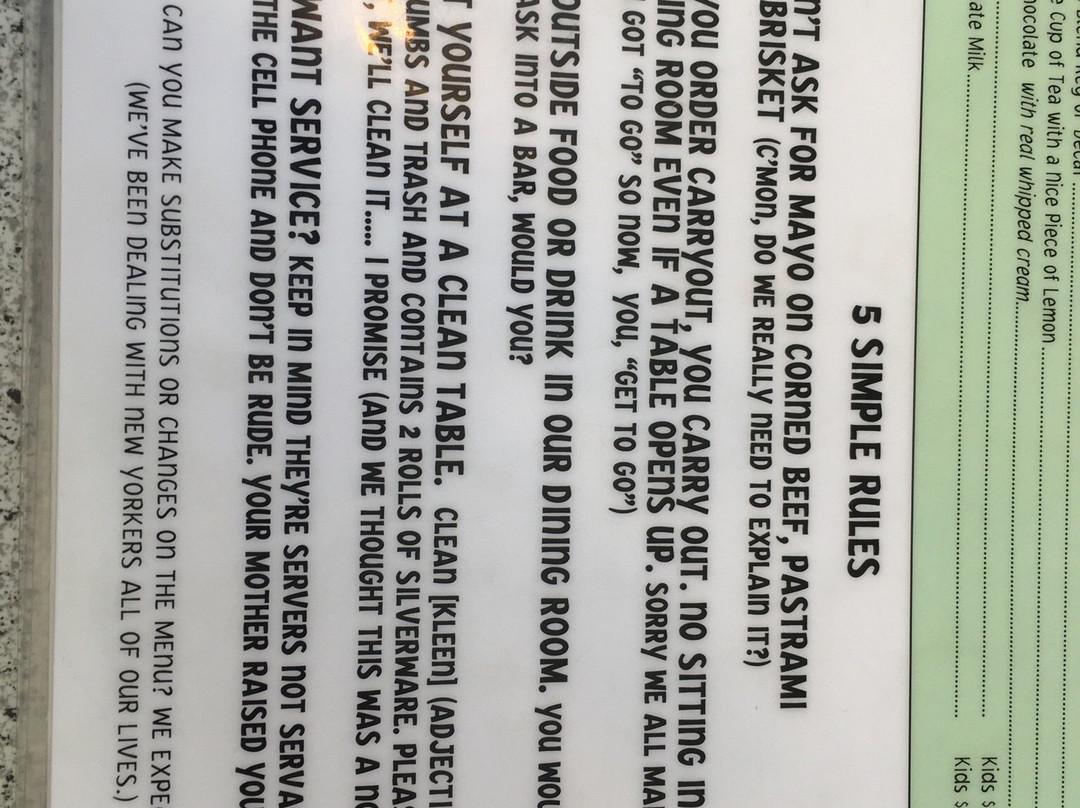 Cup of Tea with a nice Piece of Lemon
with real whipped cream
ate Milk
Kids $
Kids $
5 SIMPLE RULES
n'T ASK FOR MAYO ON CORNED BEEF, PASTRAMI
BRISKET (C'MON, DO WE REALLY NEED TO EXPLAIN IT?)
YOU ORDER CARRYOUT, YOU CARRY OUT. NO SITTING IN
ING ROOM EVEN IF A TABLE OPENS UP. SORRY WE ALL MA
GOT "TO GO" SO NOW, YOU, "GET TO GO")
OUTSIDE FOOD OR DRINK IN OUR DINING ROOM. YOU WOU
ASK INTO A BAR, WOULD YOU?
T YOURSELF AT A CLEAN TABLE. CLEAN [KLEEN] (ADJECTI
UMBS AND TRASH AND CONTAINS 2 ROLLS OF SILVERWARE. PLEAS
, WE'LL CLEAN IT..... I PROMISE (AND WE THOUGHT THIS WAS A NO
WANT SERVICE? KEEP IN MIND THEY'RE SERVERS NOT SERVA
THE CELL PHONE AND DON'T BE RUDE. YOUR MOTHER RAISED YOU
CAN YOU MAKE SUBSTITUTIONS OR CHANGES ON THE MENU? WE EXPE
(WE'VE BEEN DEALING WITH NEW YORKERS ALL OF OUR LIVES.)